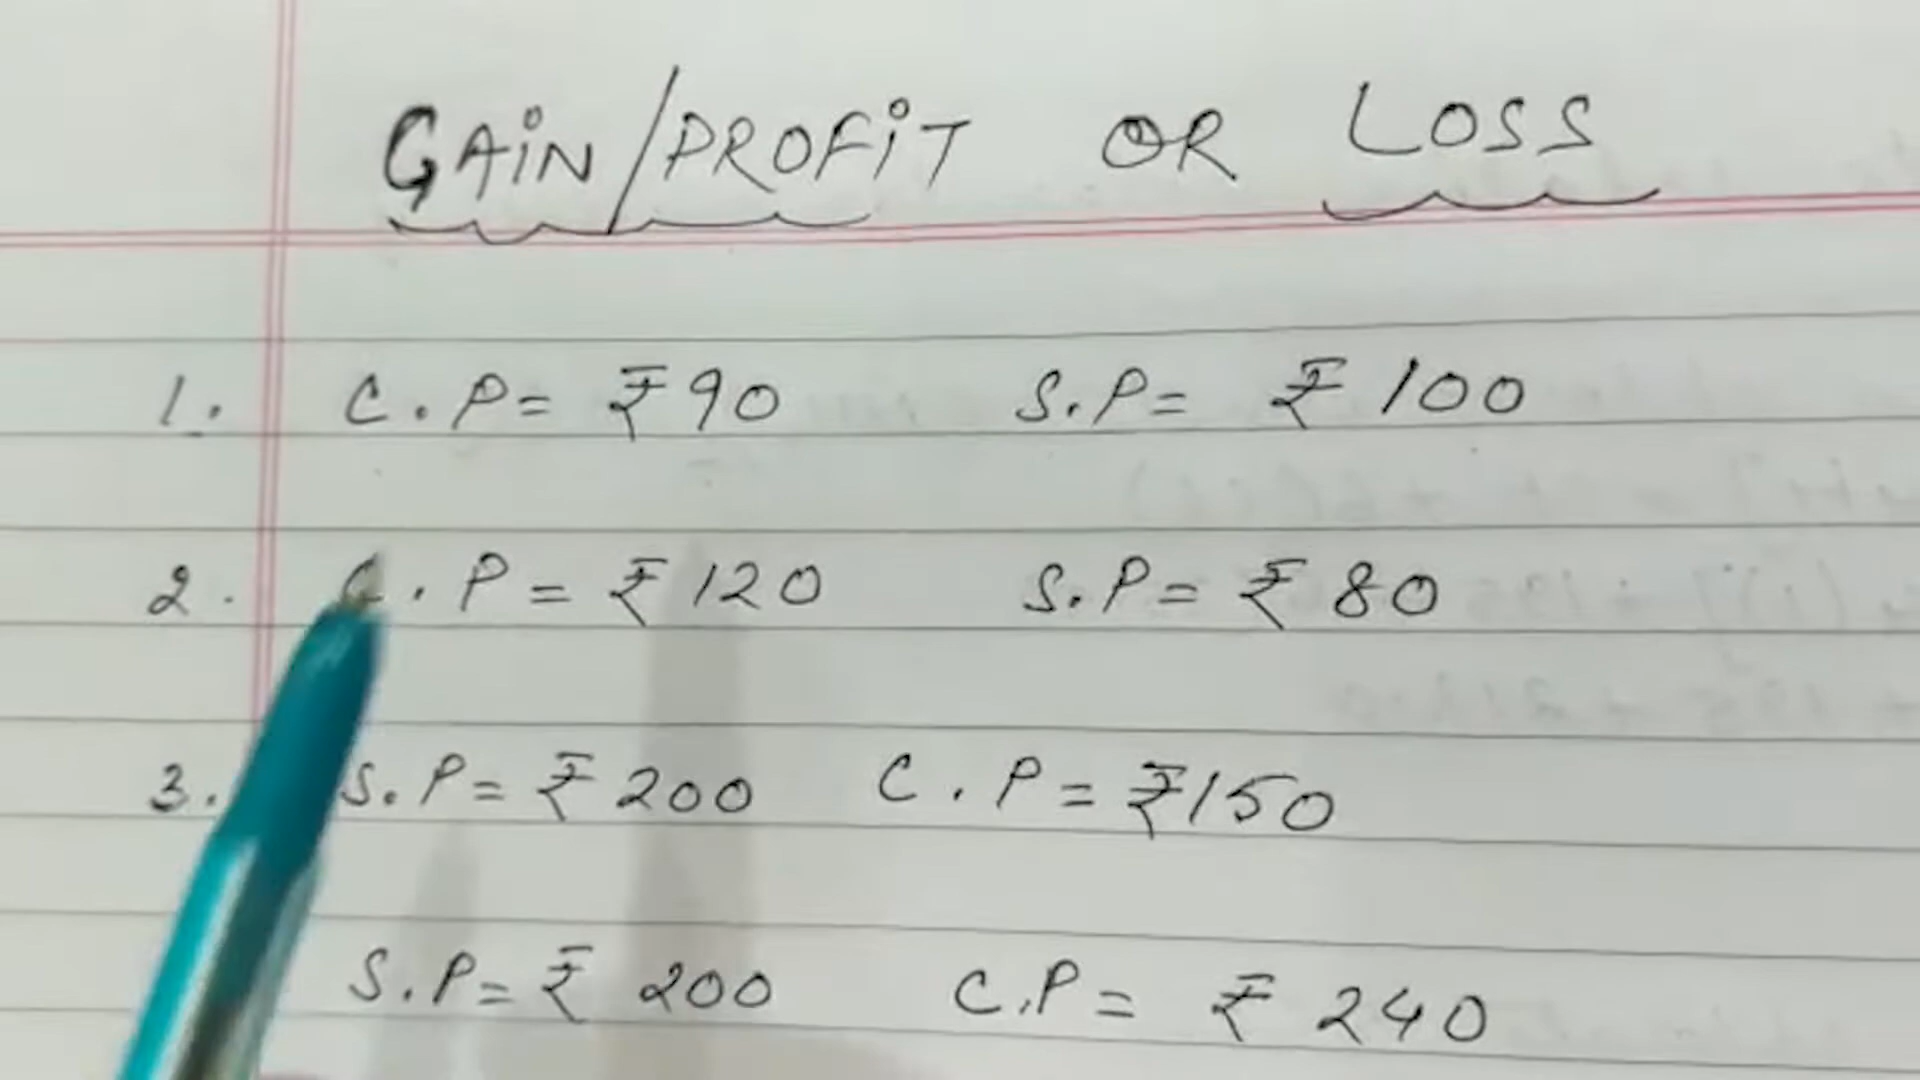 GAiN/PROFiT OR LOSS
1. C.P= ₹90 S.P= ₹ 100
2. C.P = ₹ 120 S.P= ₹ 80
3. S.P= ₹ 200 C.P= ₹150
S.P= ₹ 200 C.P= ₹ 240